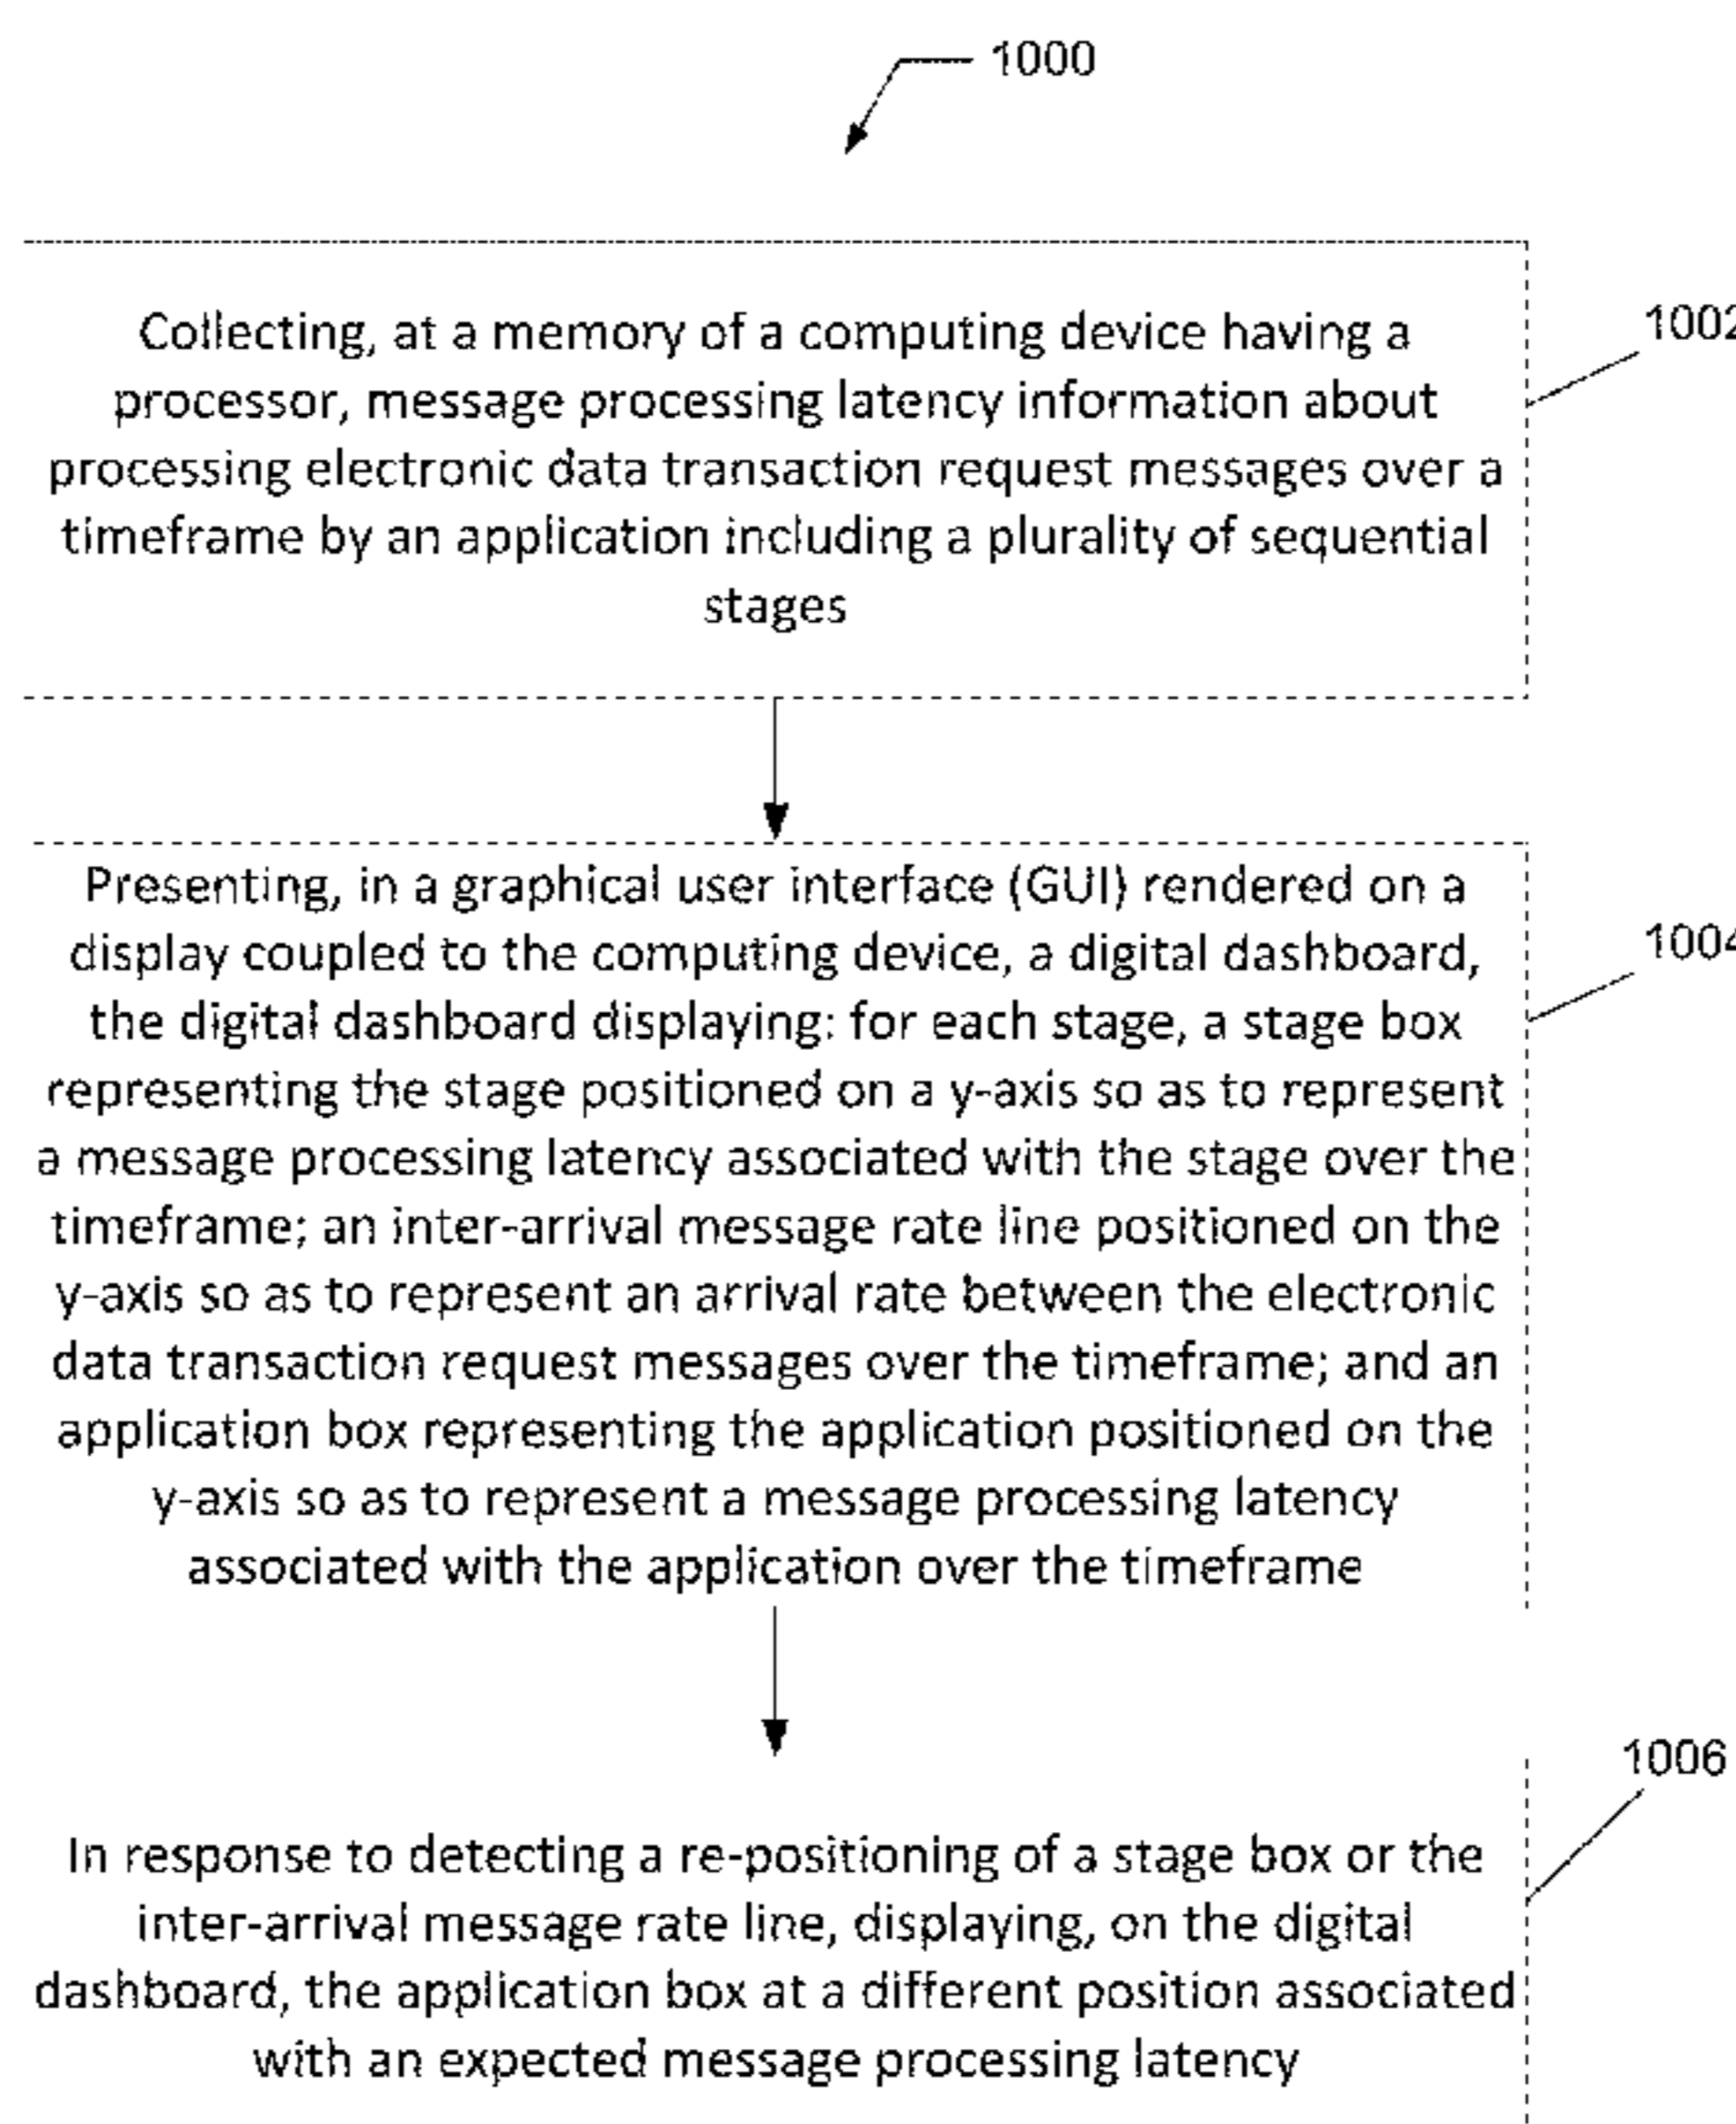 1000
Collecting, at a memory of a computing device having a
1002
processor, message processing latency information about
processing electronic data transaction request messages over a
timeframe by an application including a plurality of sequential
stages
Presenting, in a graphical user interface (GUI) rendered on a
1004
display coupled to the computing device, a digital dashboard,
the digital dashboard displaying: for each stage, a stage box
representing the stage positioned on a y-axis so as to represent
a message processing latency associated with the stage over the
timeframe; an inter-arrival message rate line positioned on the
y-axis so as to represent an arrival rate between the electronic
data transaction request messages over the timeframe; and an
application box representing the application positioned on the
y-axis so as to represent a message processing latency
associated with the application over the timeframe
1006
In response to detecting a re-positioning of a stage box or the
inter-arrival message rate line, displaying, on the digital
dashboard, the application box at a different position associated
with an expected message processing latency